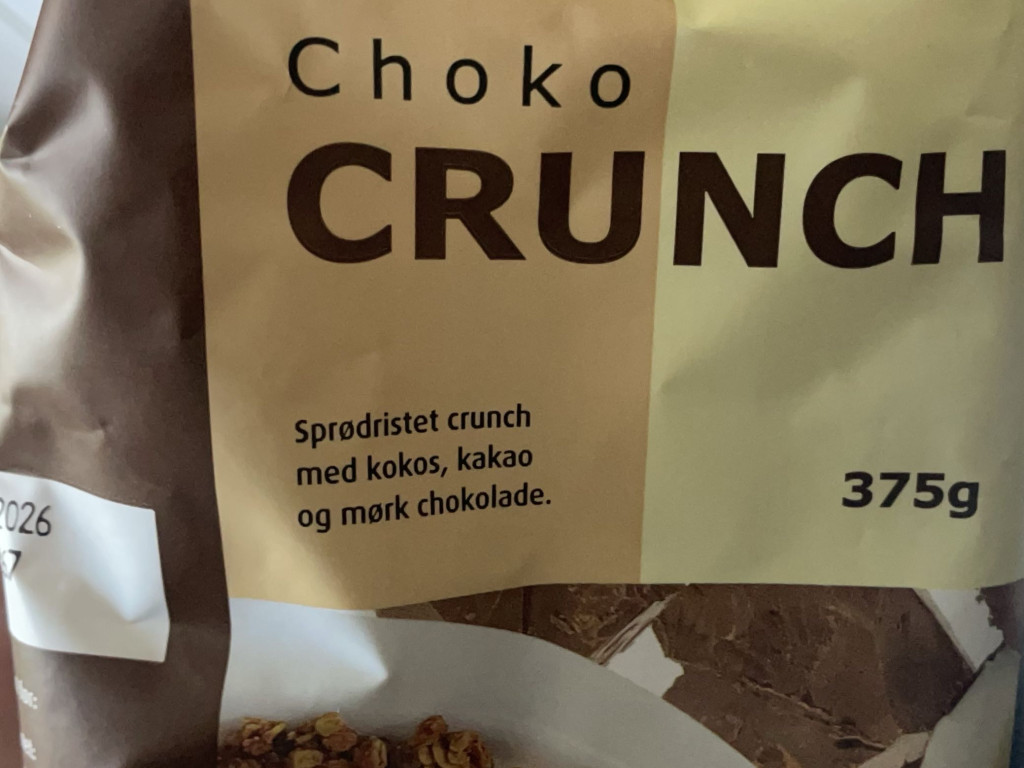 Choko
CRUNCH
Sprødristet crunch
med kokos, kakao
og mørk chokolade.
375g
2026